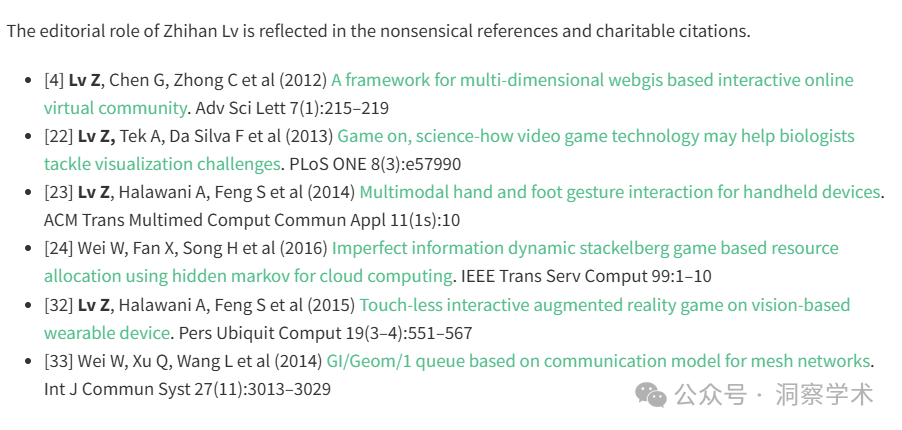 The editorial role of Zhihan Lv is reflected in the nonsensical references and charitable citations.
• [4] Lv Z, Chen G, Zhong C et al (2012) A framework for multi-dimensional webgis based interactive online
virtual community. Adv Sci Lett 7(1):215–219
• [22] Lv Z, Tek A, Da Silva F et al (2013) Game on, science-how video game technology may help biologists
tackle visualization challenges. PLoS ONE 8(3):e57990
• [23] Lv Z, Halawani A, Feng S et al (2014) Multimodal hand and foot gesture interaction for handheld devices.
ACM Trans Multimed Comput Commun Appl 11(1s):10
• [24] Wei W, Fan X, Song H et al (2016) Imperfect information dynamic stackelberg game based resource
allocation using hidden markov for cloud computing. IEEE Trans Serv Comput 99:1–10
• [32] Lv Z, Halawani A, Feng S et al (2015) Touch-less interactive augmented reality game on vision-based
wearable device. Pers Ubiquit Comput 19(3–4):551–567
• [33] Wei W, Xu Q, Wang L et al (2014) GI/Geom/1 queue based on communication model for mesh networks.
Int J Commun Syst 27(11):3013–3029
公众号 · 洞察学术